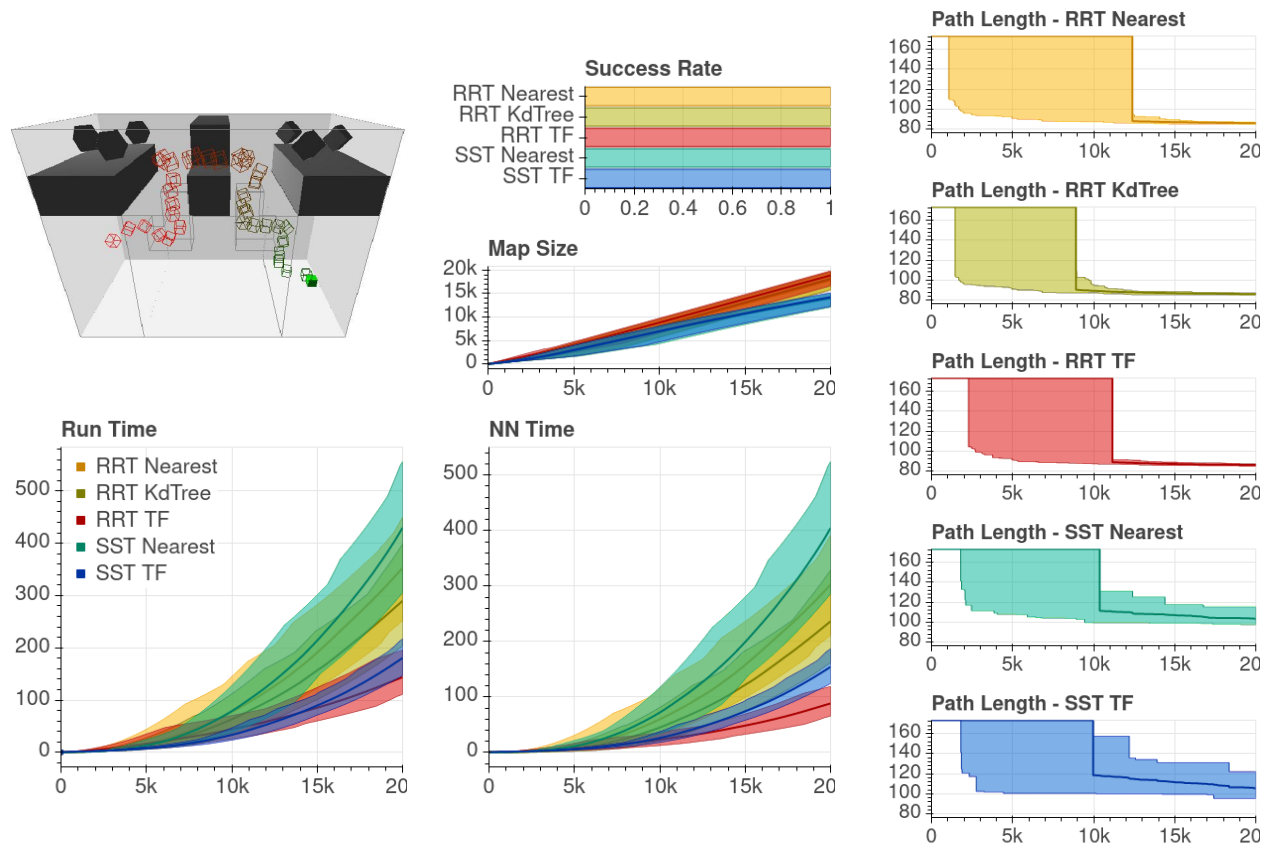 Success Rate
RRT Nearest
RRT KdTree
RRT TF
SST Nearest
SST TF
0 0.2 0.4 0.6 0.8 1
Map Size
20k
15k
10k
5k
0
0 5k 10k 15k 20
Run Time
RRT Nearest
RRT KdTree
RRT TF
SST Nearest
SST TF
500
400
300
200
100
0
0 5k 10k 15k 20
NN Time
500
400
300
200
100
0
0 5k 10k 15k 20
Path Length - RRT Nearest
160
140
120
100
80
0 5k 10k 15k 20
Path Length - RRT KdTree
160
140
120
100
80
0 5k 10k 15k 20
Path Length - RRT TF
160
140
120
100
80
0 5k 10k 15k 20
Path Length - SST Nearest
160
140
120
100
80
0 5k 10k 15k 20
Path Length - SST TF
160
140
120
100
80
0 5k 10k 15k 20